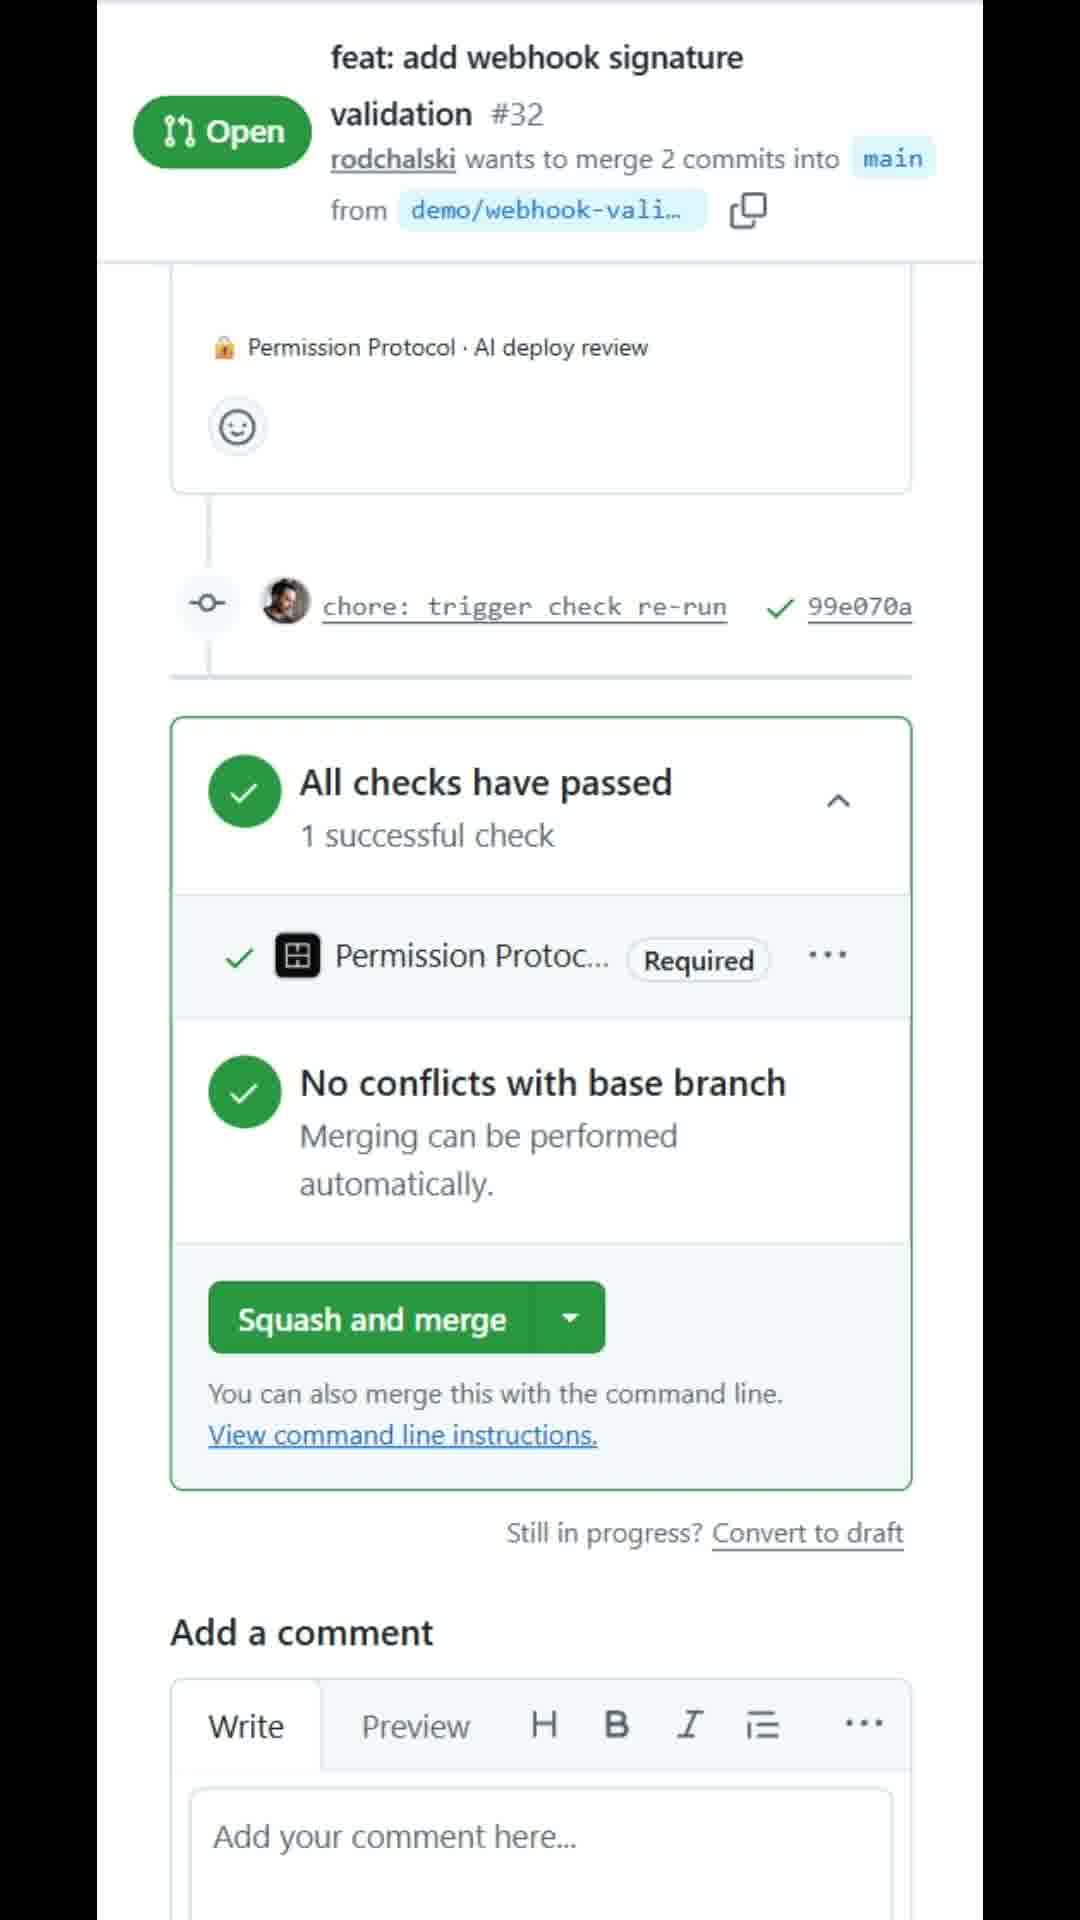 feat: add webhook signature
validation #32
Open
rodchalski wants to merge 2 commits into main
from demo/webhook-vali…
Permission Protocol · AI deploy review
chore: trigger check re-run 99e070a
All checks have passed
1 successful check
Permission Protoc... Required
No conflicts with base branch
Merging can be performed
automatically.
Squash and merge
You can also merge this with the command line.
View command line instructions.
Still in progress? Convert to draft
Add a comment
Write Preview H B I
Add your comment here...